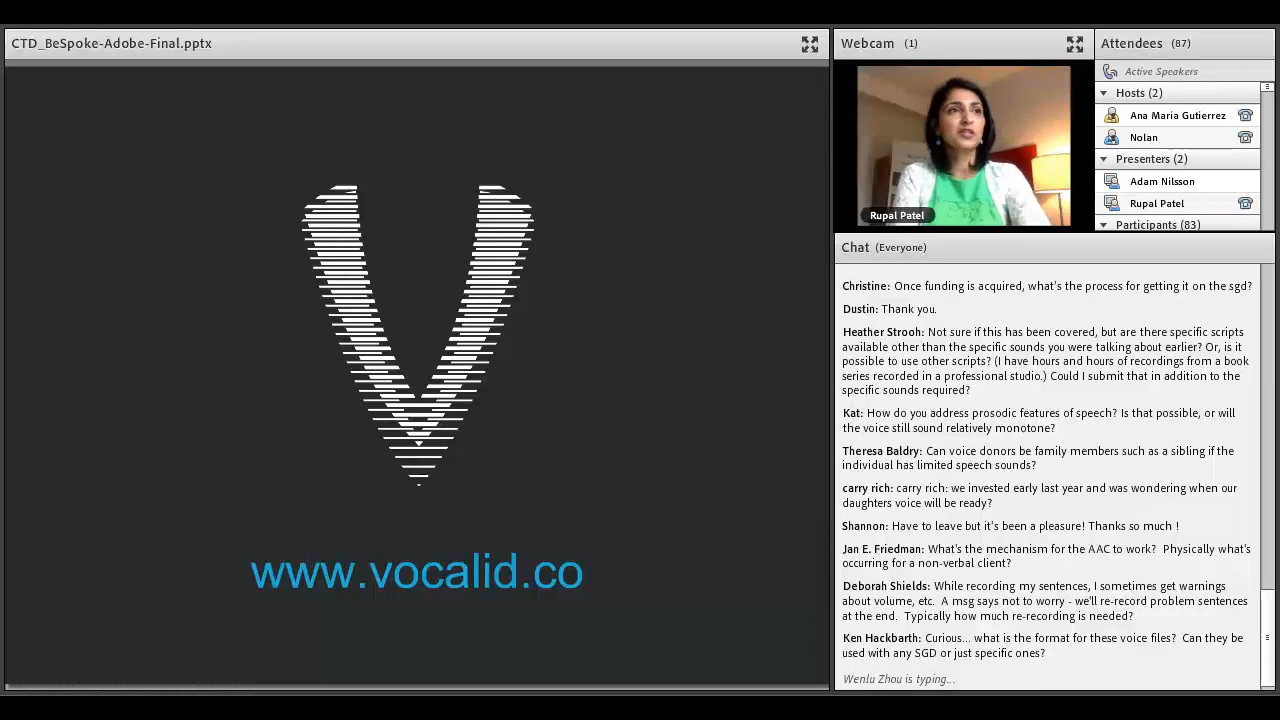 CTD_BeSpoke-Adobe-Final.pptx
www.vocalid.co
Webcam (1)
Rupal Patel
Attendees (87)
Active Speakers
Hosts (2)
Ana Maria Gutierrez
Nolan
Presenters (2)
Adam Nilsson
Rupal Patel
Participants (83)
Chat (Everyone)
Christine: Once funding is acquired, what's the process for getting it on the sgd?
Dustin: Thank you.
Heather Strooh: Not sure if this has been covered, but are there specific scripts
available other than the specific sounds you were talking about earlier? Or, is it
possible to use other scripts? (I have hours and hours of recordings from a book
series recorded in a professional studio.) Could I submit that in addition to the
specific sounds required?
Kat: How do you address prosodic features of speech. Is that possible, or will
the voice still sound relatively monotone?
Theresa Baldry: Can voice donors be family members such as a sibling if the
individual has limited speech sounds?
carry rich: carry rich: we invested early last year and was wondering when our
daughters voice will be ready?
Shannon: Have to leave but it's been a pleasure! Thanks so much !
Jan E. Friedman: What's the mechanism for the AAC to work? Physically what's
occurring for a non-verbal client?
Deborah Shields: While recording my sentences, I sometimes get warnings
about volume, etc. A msg says not to worry - we'll re-record problem sentences
at the end. Typically how much re-recording is needed?
Ken Hackbarth: Curious... what is the format for these voice files? Can they be
used with any SGD or just specific ones?
Wenlu Zhou is typing...